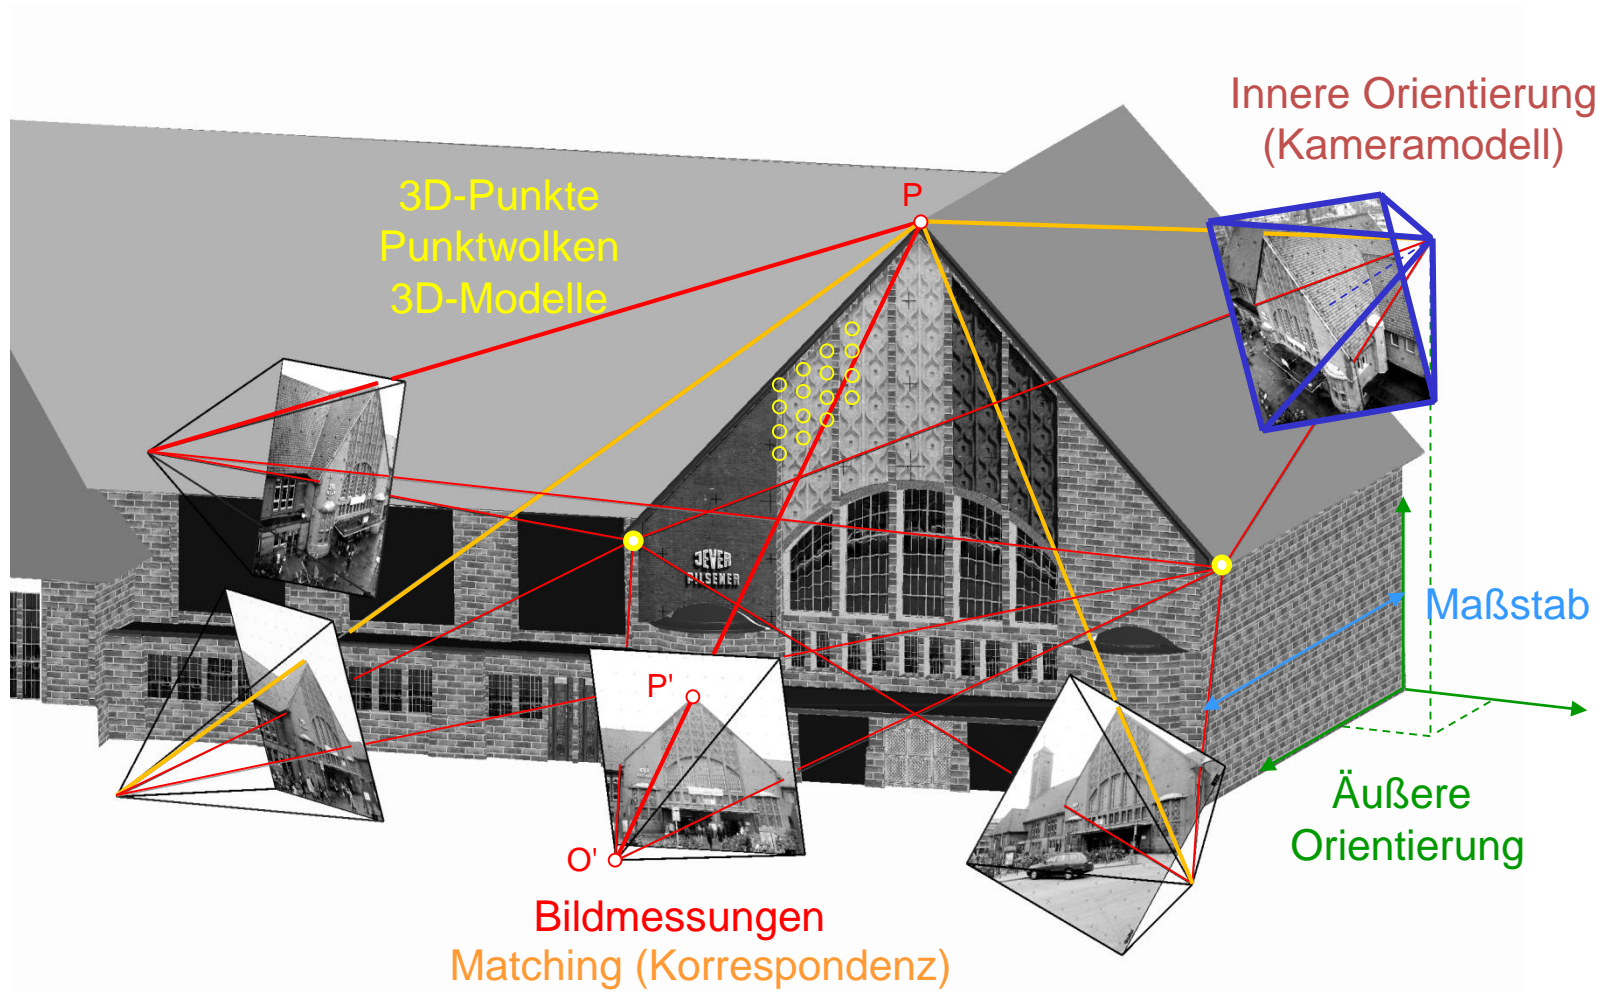 Innere Orientierung
(Kameramodell)
P
3D-Punkte
Punktwolken
3D-Modelle
JEVER
PILSENER
Maßstab
P'
Äußere
Orientierung
O'
Bildmessungen
Matching (Korrespondenz)